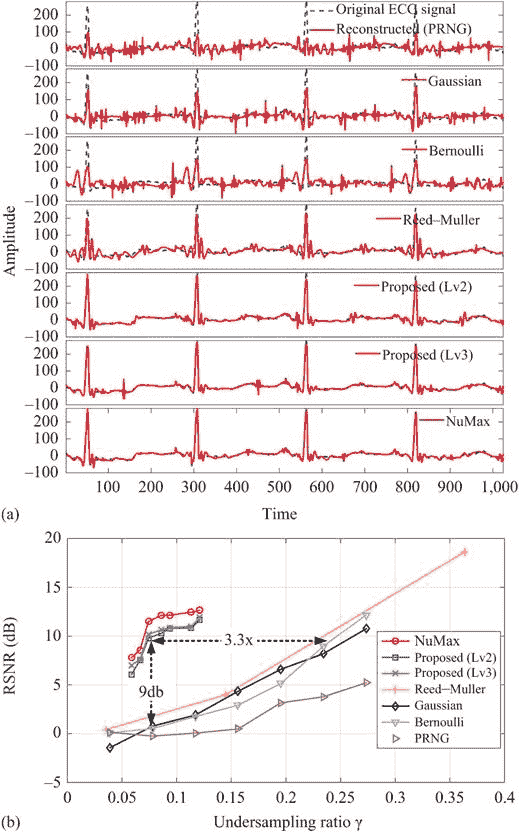 (a)
Amplitude
200
100
0
−100
Original ECG signal
Reconstructed (PRNG)
200
100
0
−100
Gaussian
200
100
0
−100
Bernoulli
200
100
0
−100
Reed–Muller
200
100
0
−100
Proposed (Lv2)
200
100
0
−100
Proposed (Lv3)
200
100
0
−100
NuMax
100 200 300 400 500 600 700 800 900 1,000
Time
(b)
RSNR (dB)
20
15
10
5
0
−5
3.3x
9db
NuMax
Proposed (Lv2)
Proposed (Lv3)
Reed–Muller
Gaussian
Bernoulli
PRNG
0 0.05 0.1 0.15 0.2 0.25 0.3 0.35 0.4
Undersampling ratio γ